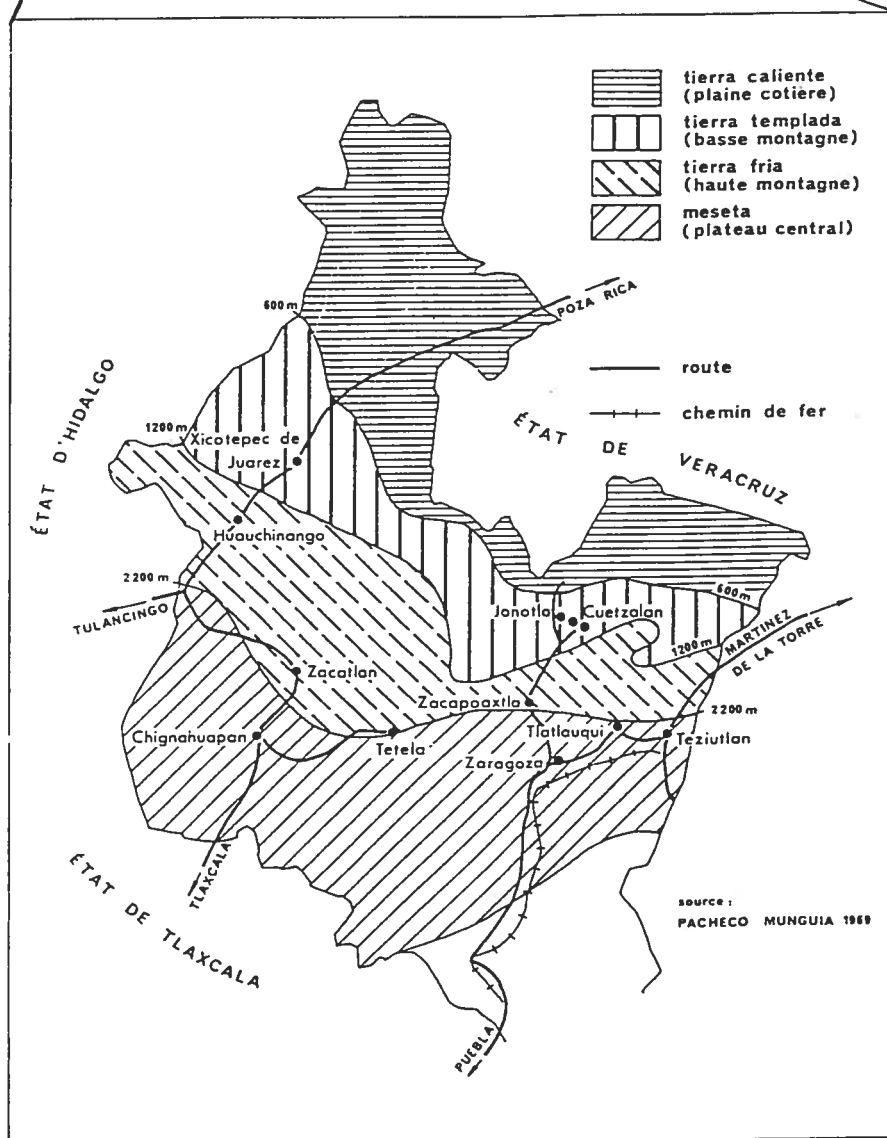 tierra caliente
(plaine cotière)
tierra templada
(basse montagne)
tierra fria
(haute montagne)
meseta
(plateau central)
600 m
POZA RICA
route
chemin de fer
ÉTAT D'HIDALGO
ÉTAT DE VERACRUZ
1200 m
Xicotepec de
Juarez
Huauchinango
2200 m
TULANCINGO
Jonotla
Cuetzalan
600 m
MARTINEZ
DE LA TORRE
1200 m
Zacatlan
Zacapoaxtla
2200 m
Chignahuapan
Tetela
Tlatlauqui
Teziutlan
Zaragoza
TLAXCALA
ÉTAT DE TLAXCALA
source :
PACHECO MUNGUIA 1969
PUEBLA